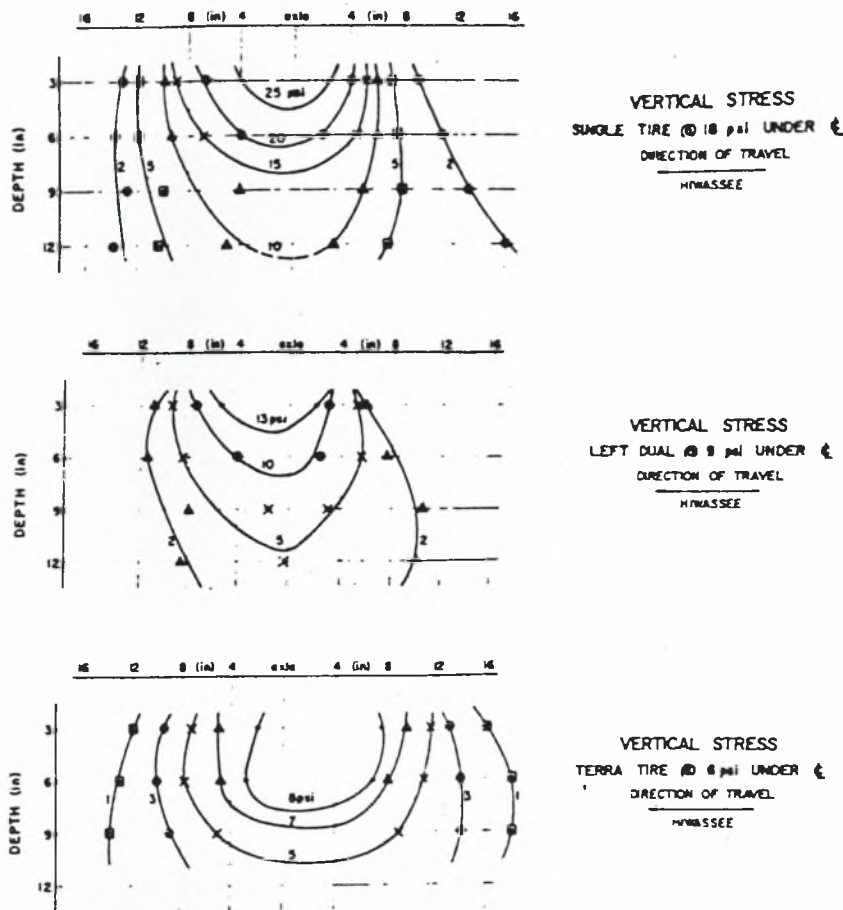 16 12 8 (in) 4 axle 4 (in) 8 12 16
DEPTH (in)
3
6
9
12
25 psi
20
15
10
2
5
5
2
VERTICAL STRESS
SINGLE TIRE @ 18 psi UNDER ℄
DIRECTION OF TRAVEL
HIWASSEE
16 12 8 (in) 4 axle 4 (in) 8 12 16
DEPTH (in)
3
6
9
12
13 psi
10
5
2
2
VERTICAL STRESS
LEFT DUAL @ 9 psi UNDER ℄
DIRECTION OF TRAVEL
HIWASSEE
16 12 8 (in) 4 axle 4 (in) 8 12 16
DEPTH (in)
3
6
9
12
8psi
7
5
1
3
3
1
VERTICAL STRESS
TERRA TIRE @ 6 psi UNDER ℄
DIRECTION OF TRAVEL
HIWASSEE